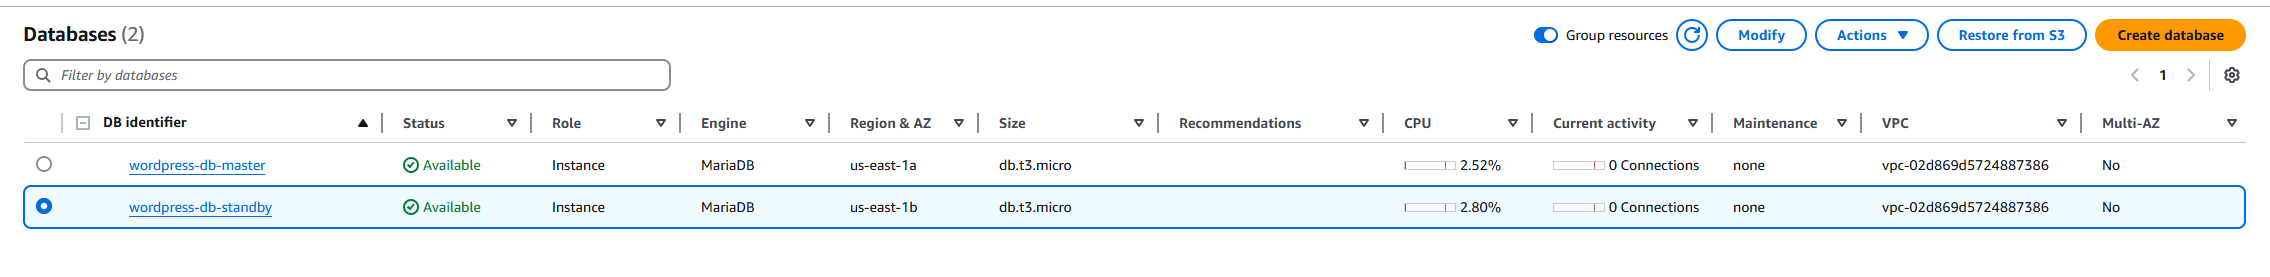 Databases (2)
Group resources
Modify
Actions
Restore from S3
Create database
Filter by databases
1
DB identifier Status Role Engine Region & AZ Size Recommendations CPU Current activity Maintenance VPC Multi-AZ
wordpress-db-master Available Instance MariaDB us-east-1a db.t3.micro 2.52% 0 Connections none vpc-02d869d5724887386 No
wordpress-db-standby Available Instance MariaDB us-east-1b db.t3.micro 2.80% 0 Connections none vpc-02d869d5724887386 No